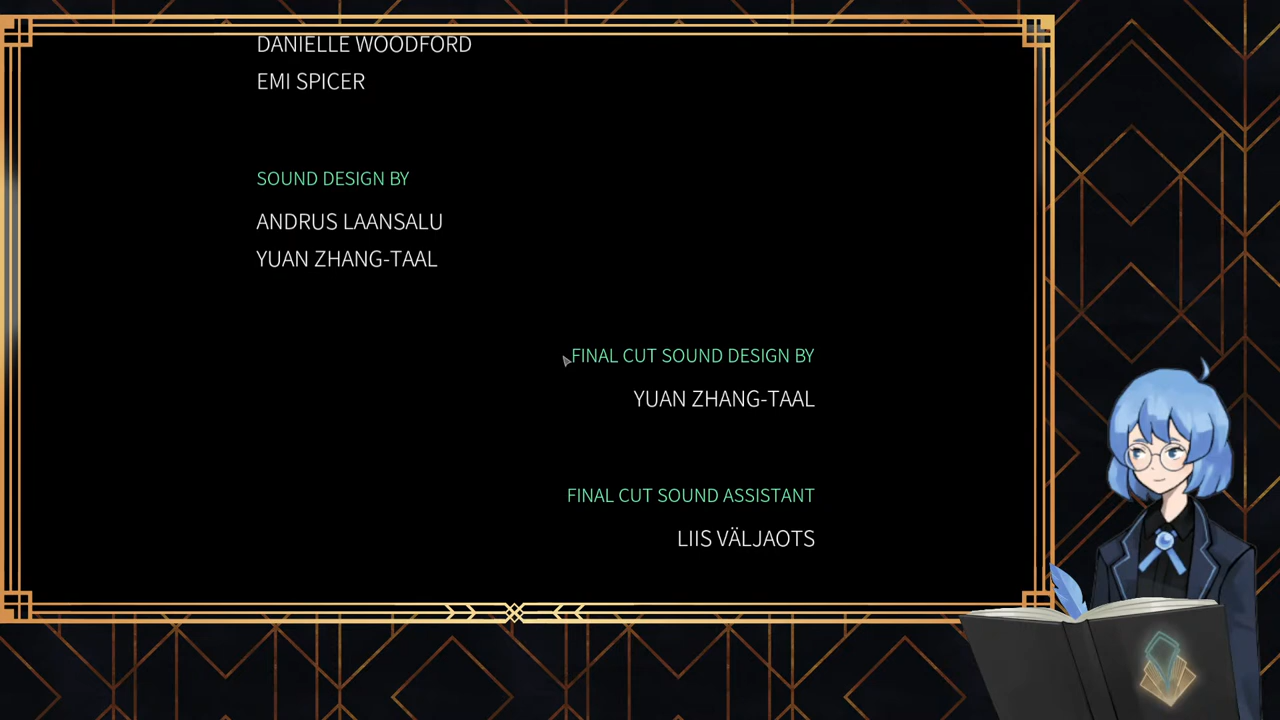 DANIELLE WOODFORD
EMI SPICER
SOUND DESIGN BY
ANDRUS LAANSALU
YUAN ZHANG-TAAL
FINAL CUT SOUND DESIGN BY
YUAN ZHANG-TAAL
FINAL CUT SOUND ASSISTANT
LIIS VÄLJAOTS